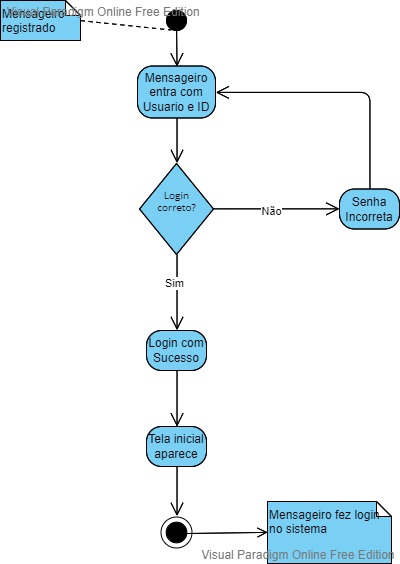 Visual Paradigm Online Free Edition
Mensageiro
registrado
Mensageiro
entra com
Usuario e ID
Login
correto?
Não
Senha
Incorreta
Sim
Login com
Sucesso
Tela inicial
aparece
Mensageiro fez login
no sistema
Visual Paradigm Online Free Edition